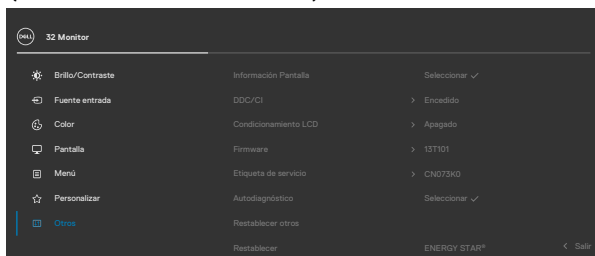 DELL 32 Monitor
Brillo/Contraste Información Pantalla Seleccionar ✓
Fuente entrada DDC/CI > Encedido
Color Condicionamiento LCD > Apagado
Pantalla Firmware > 13T101
Menú Etiqueta de servicio > CN073K0
Personalizar Autodiagnóstico Seleccionar ✓
Otros Restablecer otros
Restablecer ENERGY STAR®
< Salir